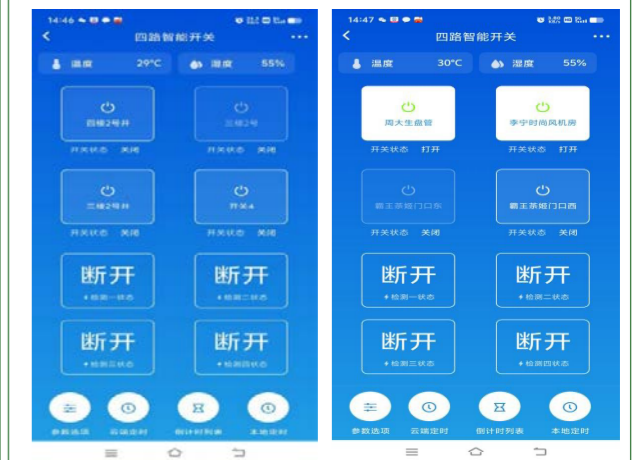 14:46
四路智能开关
温度 29°C 湿度 55%
四楼2号井 三楼2号
开关状态 关闭 开关状态 关闭
二楼2号井 开关4
开关状态 关闭 开关状态 关闭
断开 断开
检测一状态 检测二状态
断开 断开
检测三状态 检测四状态
参数选项 云端定时 倒计时列表 本地定时
14:47
四路智能开关
温度 30°C 湿度 55%
周大生盘管 李宁时尚风机房
开关状态 打开 开关状态 打开
霸王茶姬门口东 霸王茶姬门口西
开关状态 关闭 开关状态 关闭
断开 断开
检测一状态 检测二状态
断开 断开
检测三状态 检测四状态
参数选项 云端定时 倒计时列表 本地定时